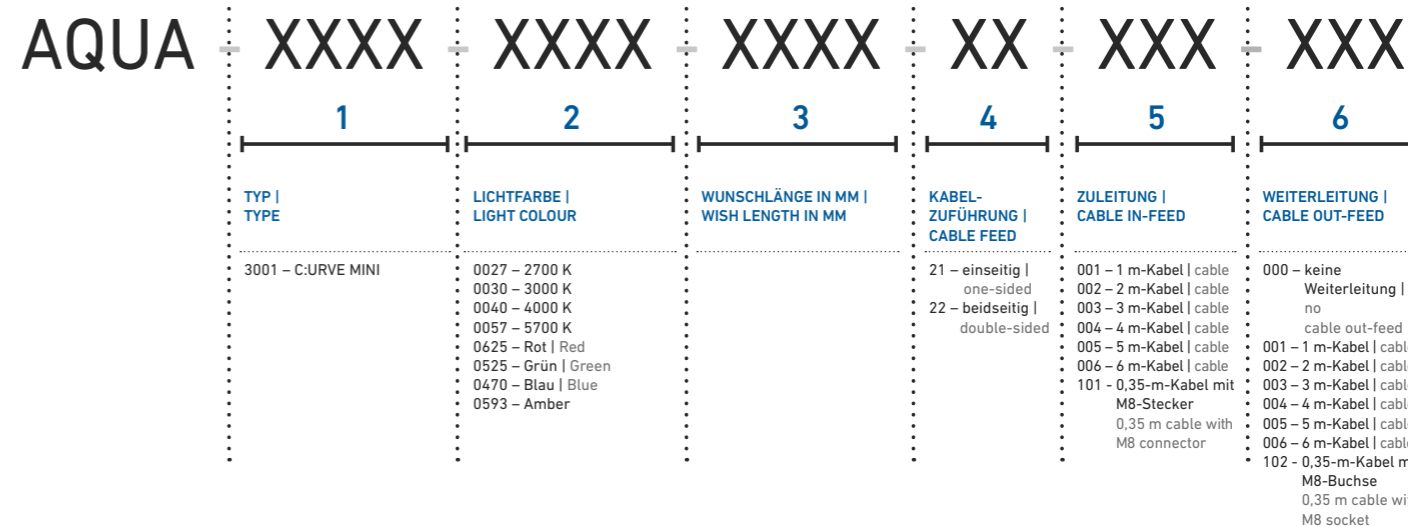 AQUA - XXXX - XXXX - XXXX - XX - XXX - XXX
1
2
3
4
5
6
TYP |
TYPE
LICHTFARBE |
LIGHT COLOUR
WUNSCHLÄNGE IN MM |
WISH LENGTH IN MM
KABEL-
ZUFÜHRUNG |
CABLE FEED
ZULEITUNG |
CABLE IN-FEED
WEITERLEITUNG |
CABLE OUT-FEED
3001 – C:URVE MINI
0027 – 2700 K
0030 – 3000 K
0040 – 4000 K
0057 – 5700 K
0625 – Rot | Red
0525 – Grün | Green
0470 – Blau | Blue
0593 – Amber
21 – einseitig |
one-sided
22 – beidseitig |
double-sided
001 – 1 m-Kabel | cable
002 – 2 m-Kabel | cable
003 – 3 m-Kabel | cable
004 – 4 m-Kabel | cable
005 – 5 m-Kabel | cable
006 – 6 m-Kabel | cable
101 - 0,35-m-Kabel mit
M8-Stecker
0,35 m cable with
M8 connector
000 – keine
Weiterleitung |
no
cable out-feed
001 – 1 m-Kabel |
002 – 2 m-Kabel |
003 – 3 m-Kabel |
004 – 4 m-Kabel |
005 – 5 m-Kabel |
006 – 6 m-Kabel |
102 - 0,35-m-Kabel
M8-Buchse
0,35 m cable
M8 socket